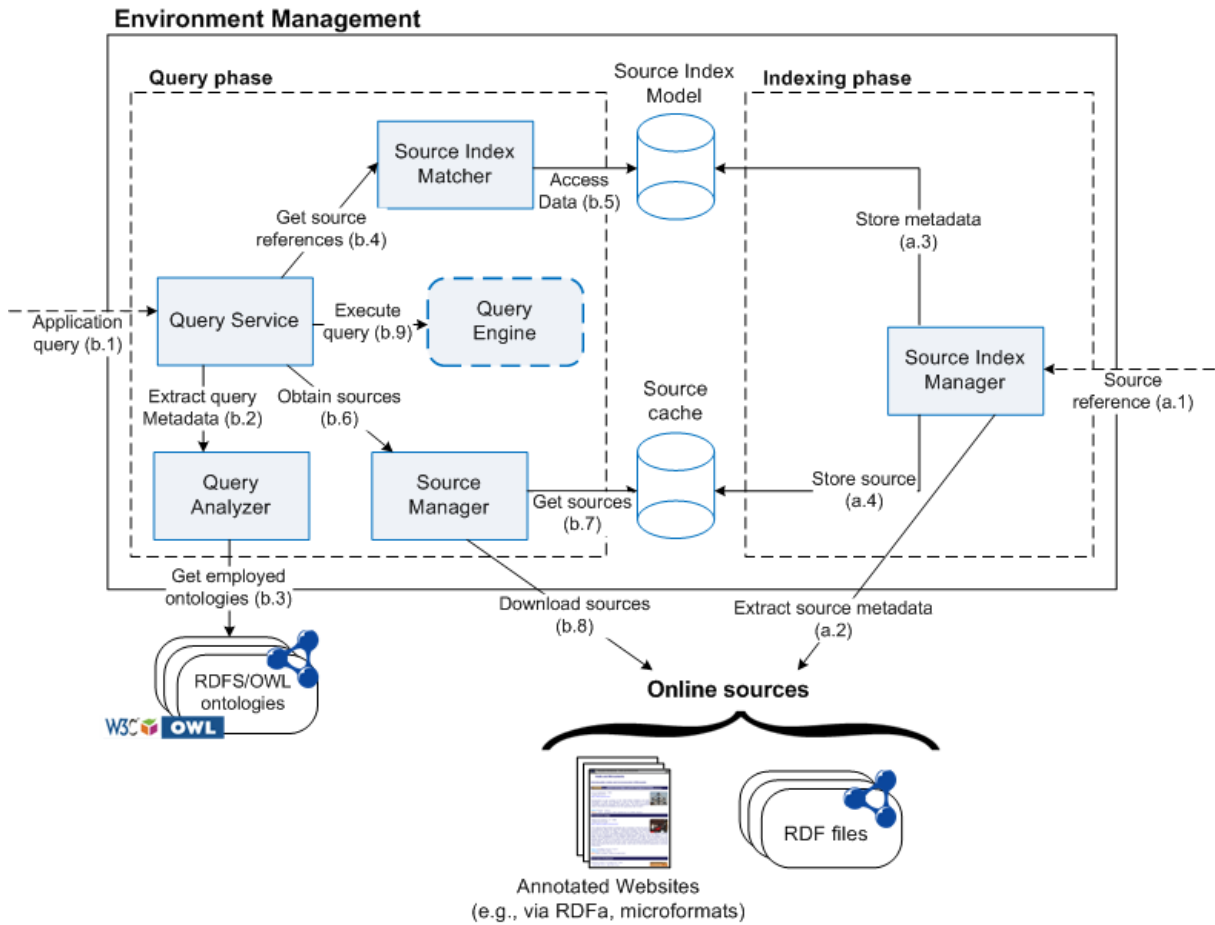 Environment Management
Query phase
Source Index
Model
Indexing phase
Source Index
Matcher
Access
Data (b.5)
Get source
references (b.4)
Store metadata
(a.3)
Application
query (b.1)
Query Service
Execute
query (b.9)
Query
Engine
Source Index
Manager
Source
reference (a.1)
Extract query
Metadata (b.2)
Obtain sources
(b.6)
Source
cache
Query
Analyzer
Source
Manager
Get sources
(b.7)
Store source
(a.4)
Get employed
ontologies (b.3)
Download sources
(b.8)
Extract source metadata
(a.2)
RDFS/OWL
ontologies
W3C OWL
Online sources
RDF files
Annotated Websites
(e.g., via RDFa, microformats)